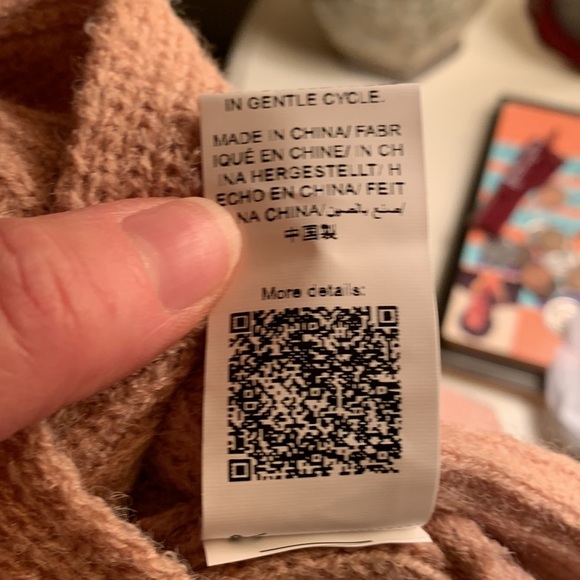 IN GENTLE CYCLE.
MADE IN CHINA/ FABR
IQUÉ EN CHINE/ IN CH
INA HERGESTELLT/ H
ECHO EN CHINA/ FEIT
NA CHINA/صنع بالصين/
中国製
More details: